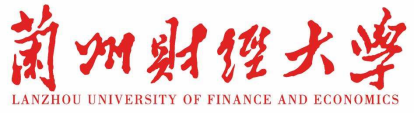 蘭州財經大學
LANZHOU UNIVERSITY OF FINANCE AND ECONOMICS